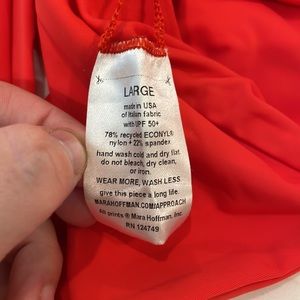 LARGE
made in USA
of Italian fabric
with UPF 50+
78% recycled ECONYL®
nylon + 22% spandex
hand wash cold and dry flat.
do not bleach, dry clean,
or iron.
WEAR MORE, WASH LESS
give this piece a long life.
MARAHOFFMAN.COM/APPROACH
All prints ® Mara Hoffman, Inc.
RN 124749